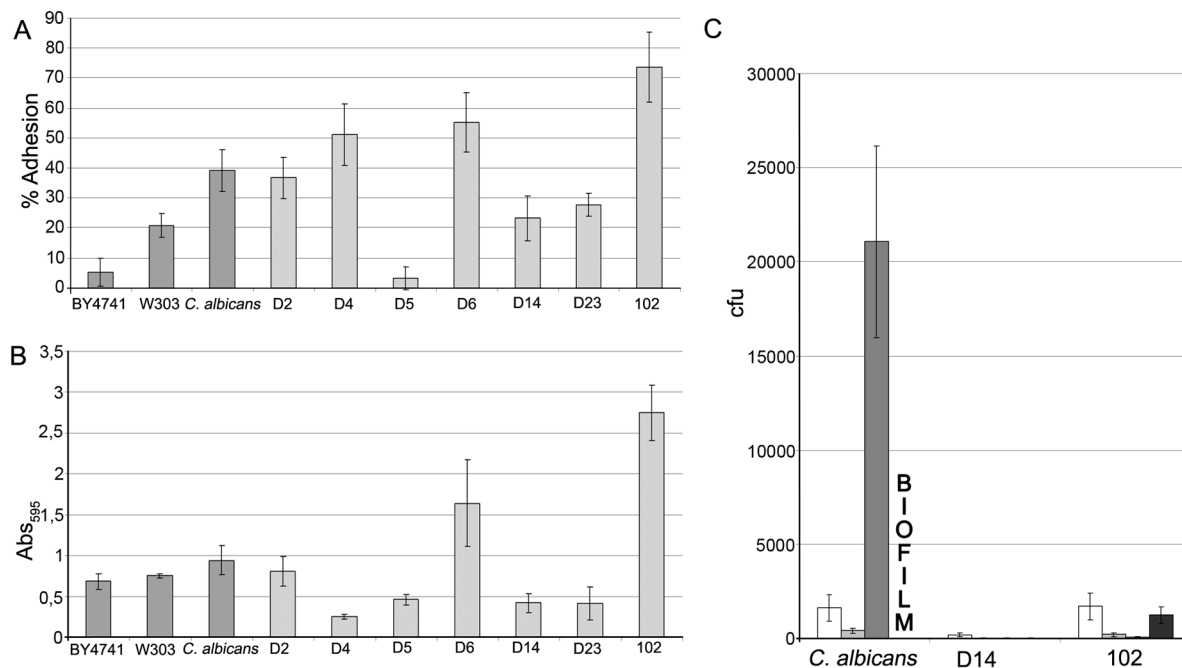 A
% Adhesion
90
80
70
60
50
40
30
20
10
0
BY4741 W303 C. albicans D2 D4 D5 D6 D14 D23 102
B
Abs595
3,5
3
2,5
2
1,5
1
0,5
0
BY4741 W303 C. albicans D2 D4 D5 D6 D14 D23 102
C
cfu
30000
25000
20000
15000
10000
5000
0
BIOFILM
C. albicans D14 102